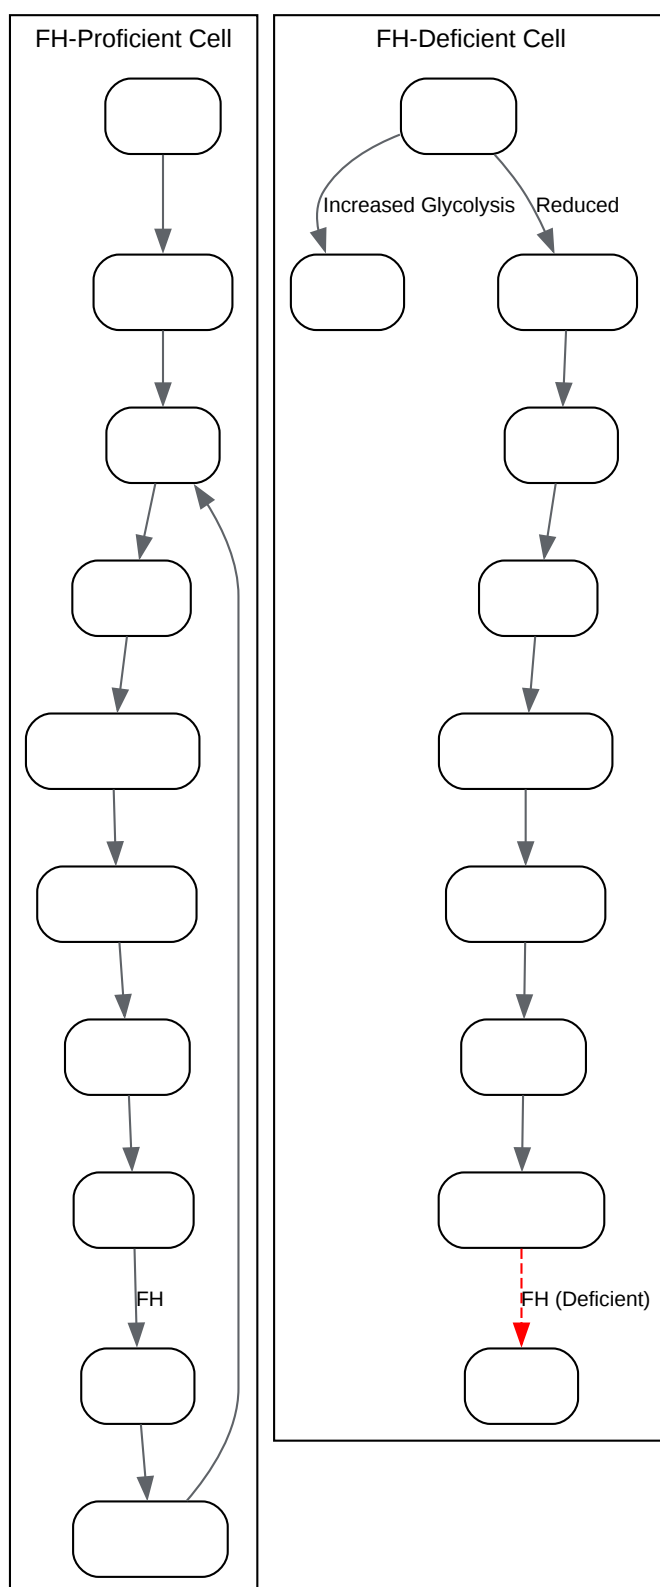 FH-Proficient Cell
FH
FH-Deficient Cell
Increased Glycolysis
Reduced
FH (Deficient)